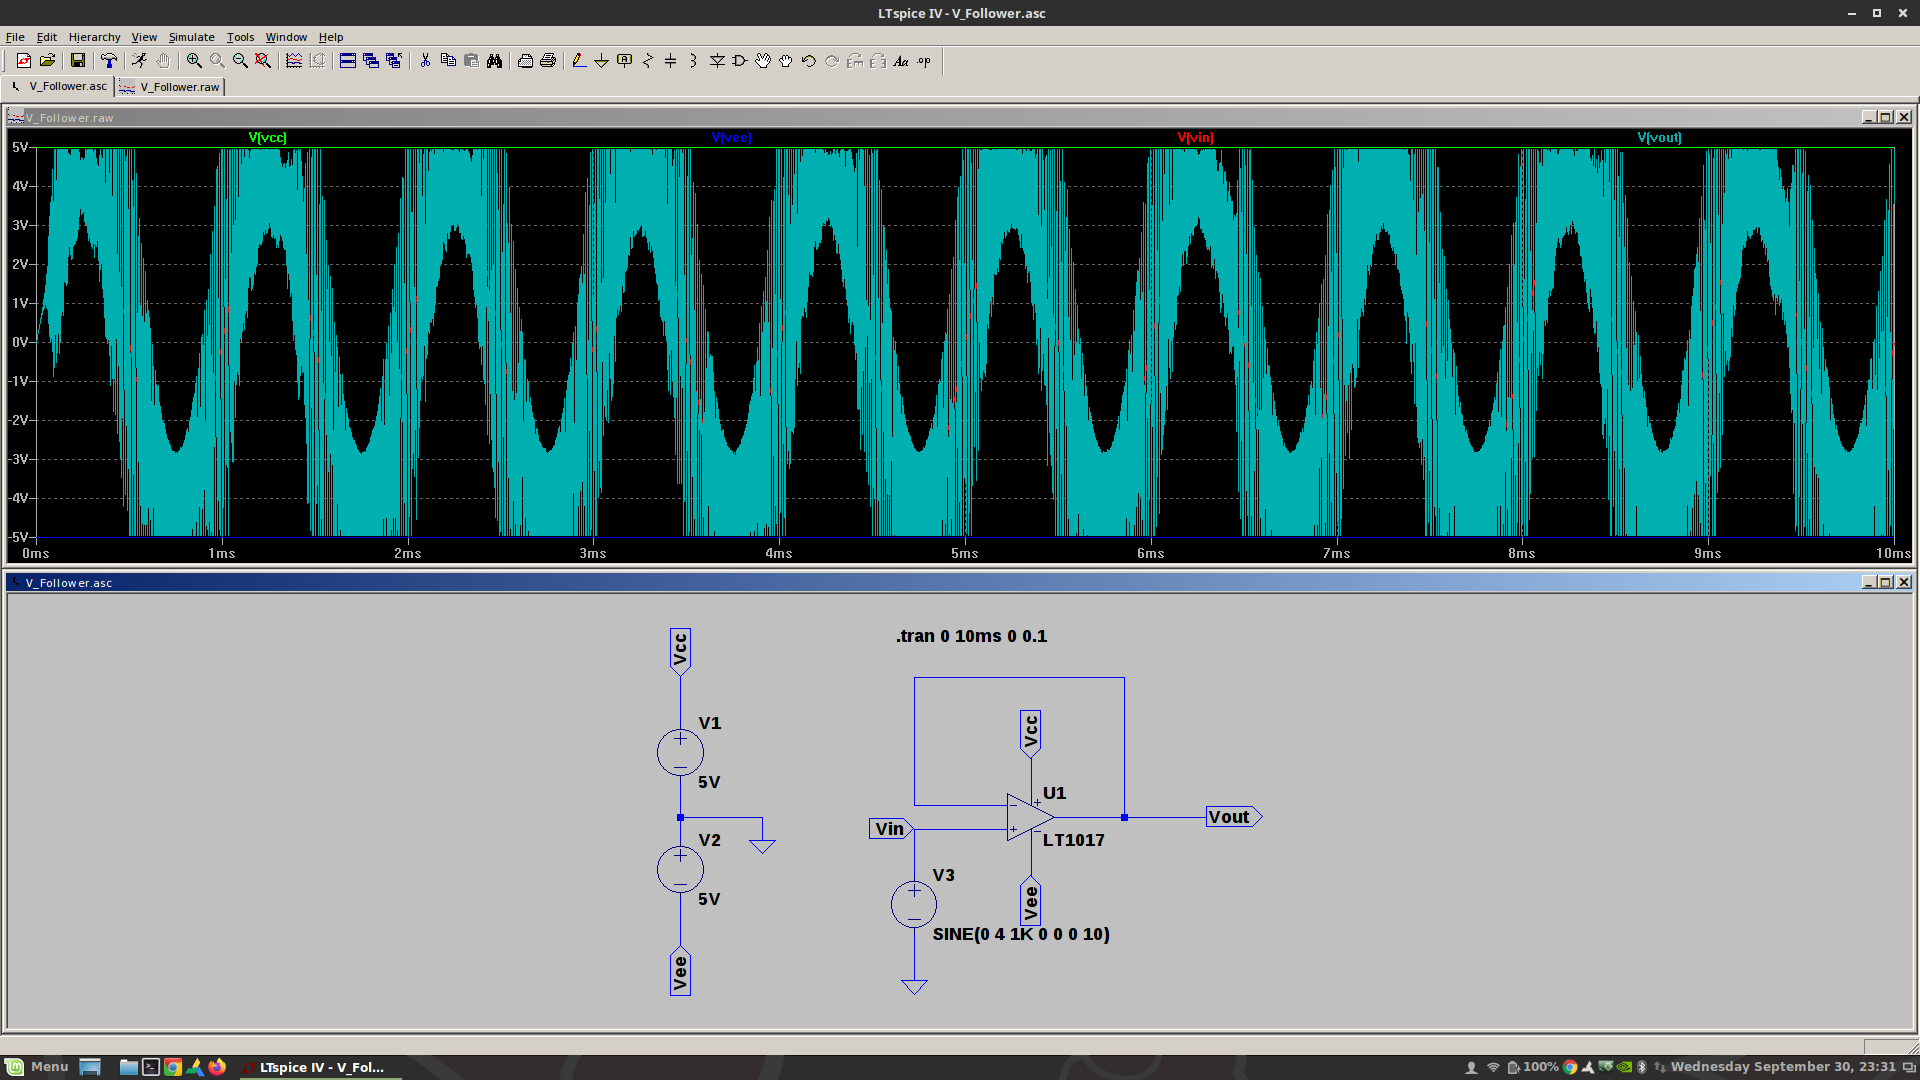 LTspice IV - V_Follower.asc
File Edit Hierarchy View Simulate Tools Window Help
Aa .op
V_Follower.asc V_Follower.raw
V_Follower.raw
V(vcc) V(vee) V(vin) V(vout)
5V
4V
3V
2V
1V
0V
-1V
-2V
-3V
-4V
-5V
0ms 1ms 2ms 3ms 4ms 5ms 6ms 7ms 8ms 9ms 10ms
V_Follower.asc
.tran 0 10ms 0 0.1
Vcc
V1
5V
V2
5V
Vee
Vcc
U1
LT1017
Vin
Vout
V3
Vee
SINE(0 4 1K 0 0 0 10)
Menu LTspice IV - V_Fol... 100% Wednesday September 30, 23:31